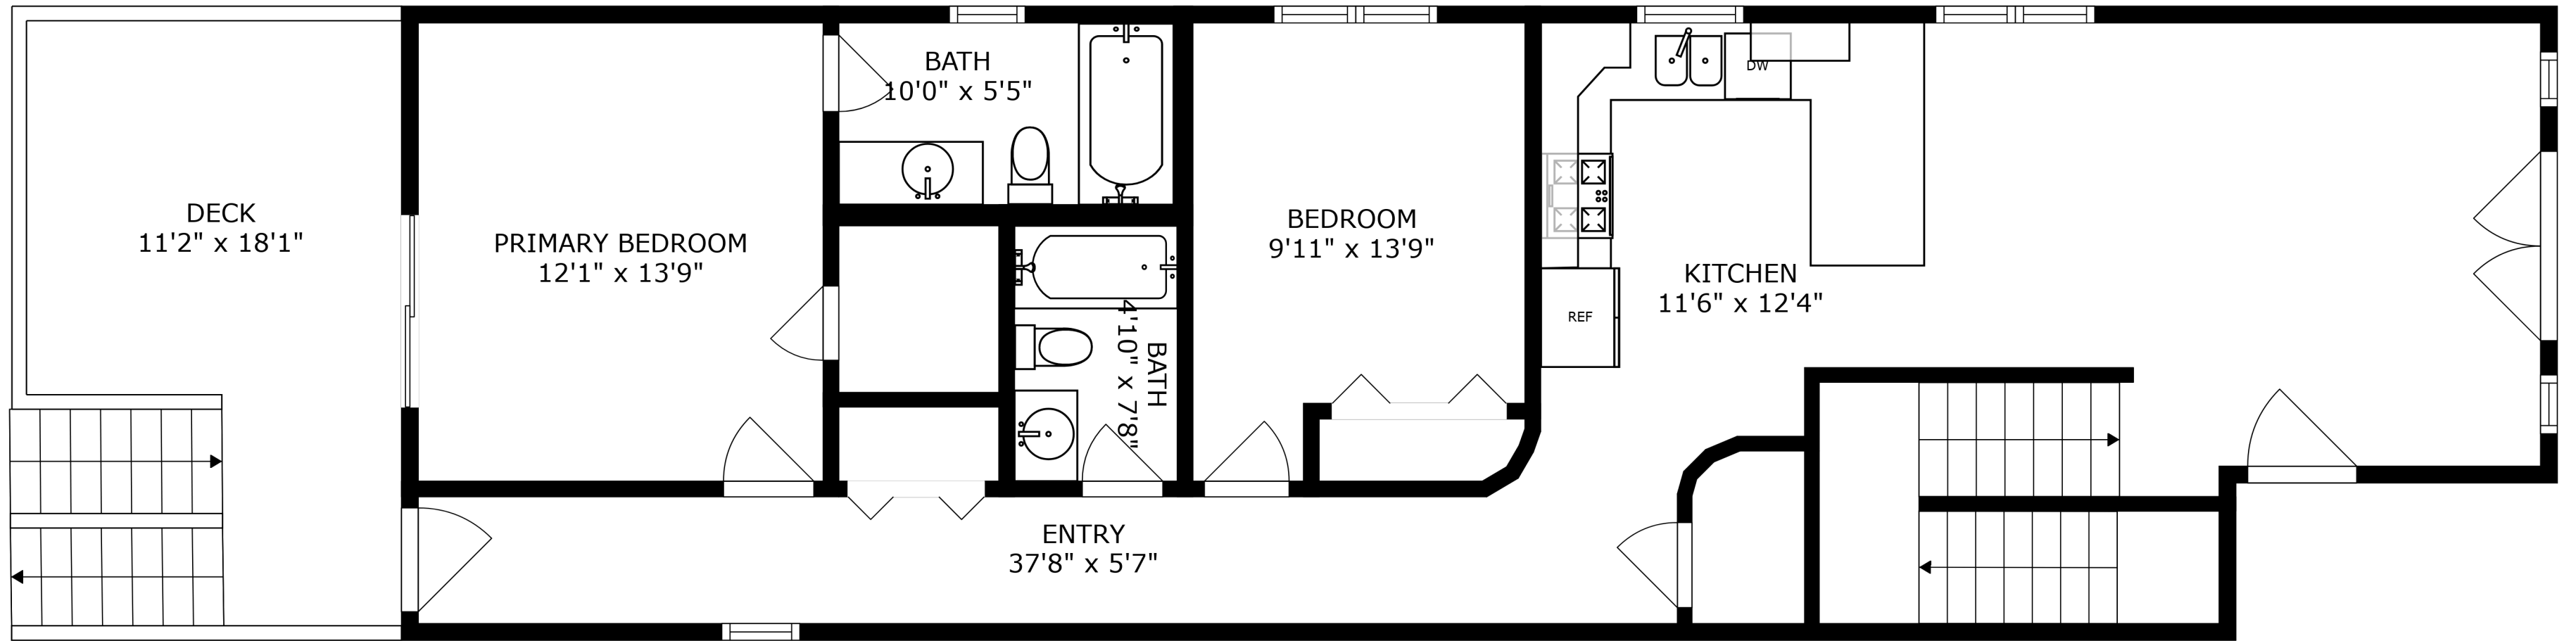 DECK
11'2" x 18'1"
PRIMARY BEDROOM
12'1" x 13'9"
BATH
10'0" x 5'5"
BATH
4'10" x 7'8"
BEDROOM
9'11" x 13'9"
DW
REF
KITCHEN
11'6" x 12'4"
ENTRY
37'8" x 5'7"